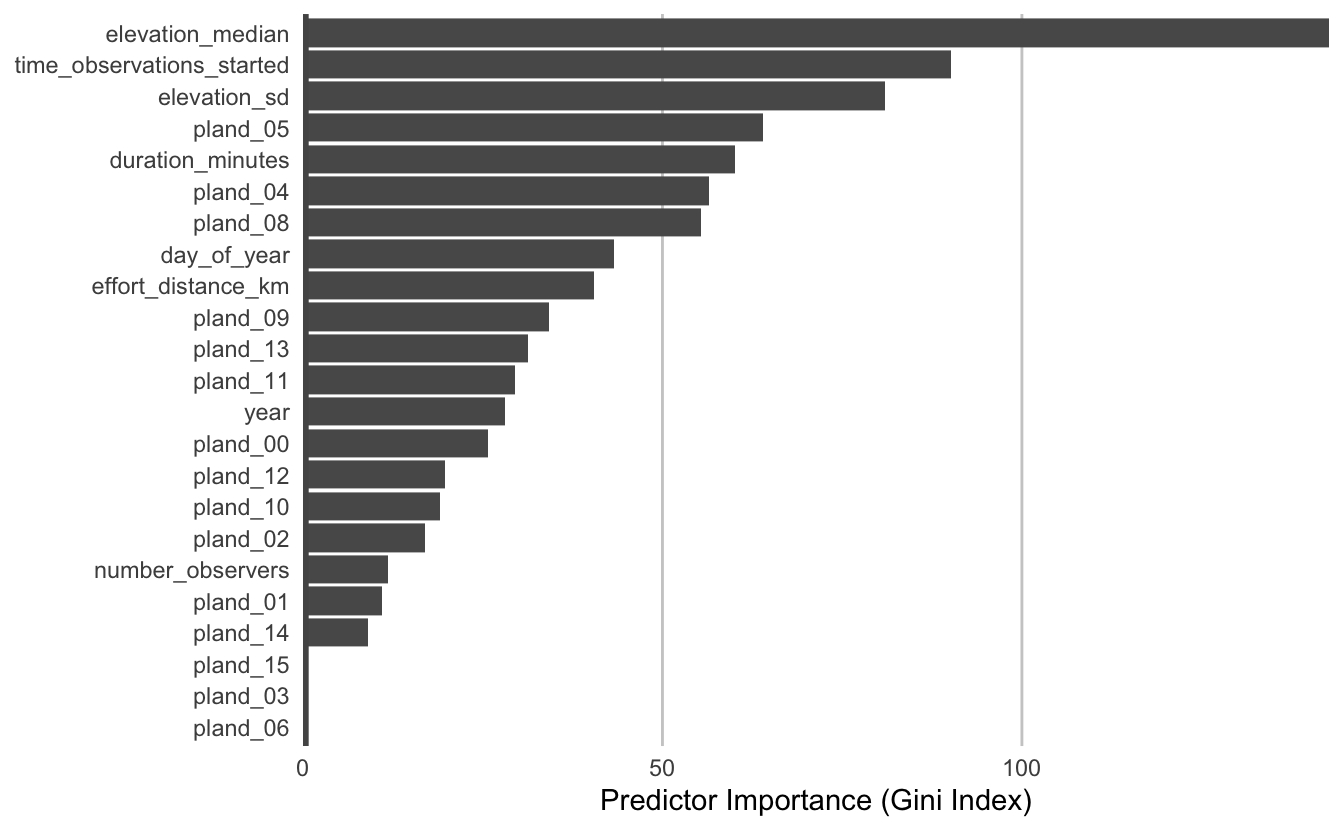 elevation_median
time_observations_started
elevation_sd
pland_05
duration_minutes
pland_04
pland_08
day_of_year
effort_distance_km
pland_09
pland_13
pland_11
year
pland_00
pland_12
pland_10
pland_02
number_observers
pland_01
pland_14
pland_15
pland_03
pland_06
0 50 100
Predictor Importance (Gini Index)